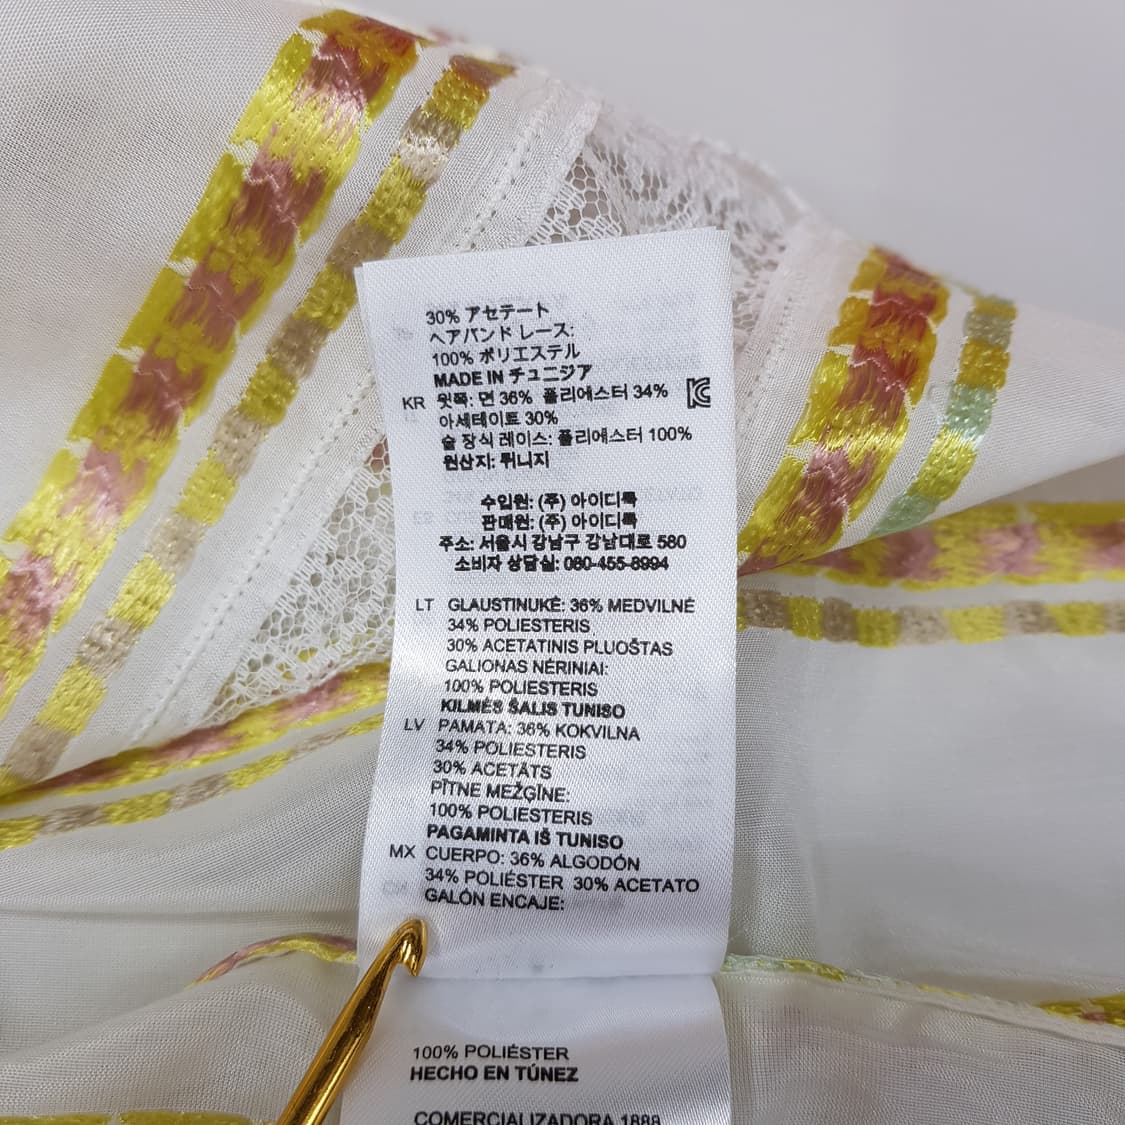 30% アセテート
ヘアバンド レース:
100% ポリエステル
MADE IN チュニジア
KR 윗쪽: 면 36% 폴리에스터 34%
아세테이트 30%
술 장식 레이스: 폴리에스터 100%
원산지: 튀니지
수입원: (주) 아이디룩
판매원: (주) 아이디룩
주소: 서울시 강남구 강남대로 580
소비자 상담실: 080-455-8994
LT GLAUSTINUKĖ: 36% MEDVILNĖ
34% POLIESTERIS
30% ACETATINIS PLUOŠTAS
GALIONAS NĖRINIAI:
100% POLIESTERIS
KILMĖS ŠALIS TUNISO
LV PAMATA: 36% KOKVILNA
34% POLIESTERIS
30% ACETĀTS
PĪTNE MEŽĢĪNE:
100% POLIESTERIS
PAGAMINTA IŠ TUNISO
MX CUERPO: 36% ALGODÓN
34% POLIÉSTER 30% ACETATO
GALÓN ENCAJE:
100% POLIÉSTER
HECHO EN TÚNEZ
COMERCIALIZADORA 1888